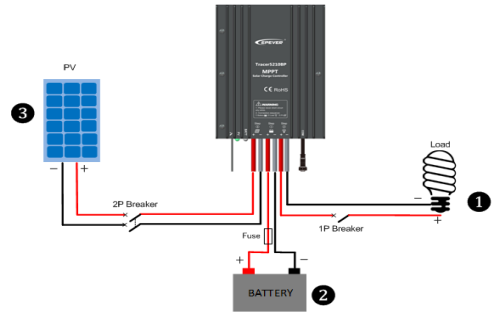 EPEVER
Tracer5210BP
MPPT
Solar Charge Controller
CE RoHS
WARNING
PV
3
− +
2P Breaker
Fuse
+ −
BATTERY
2
Load
−
1
+
1P Breaker